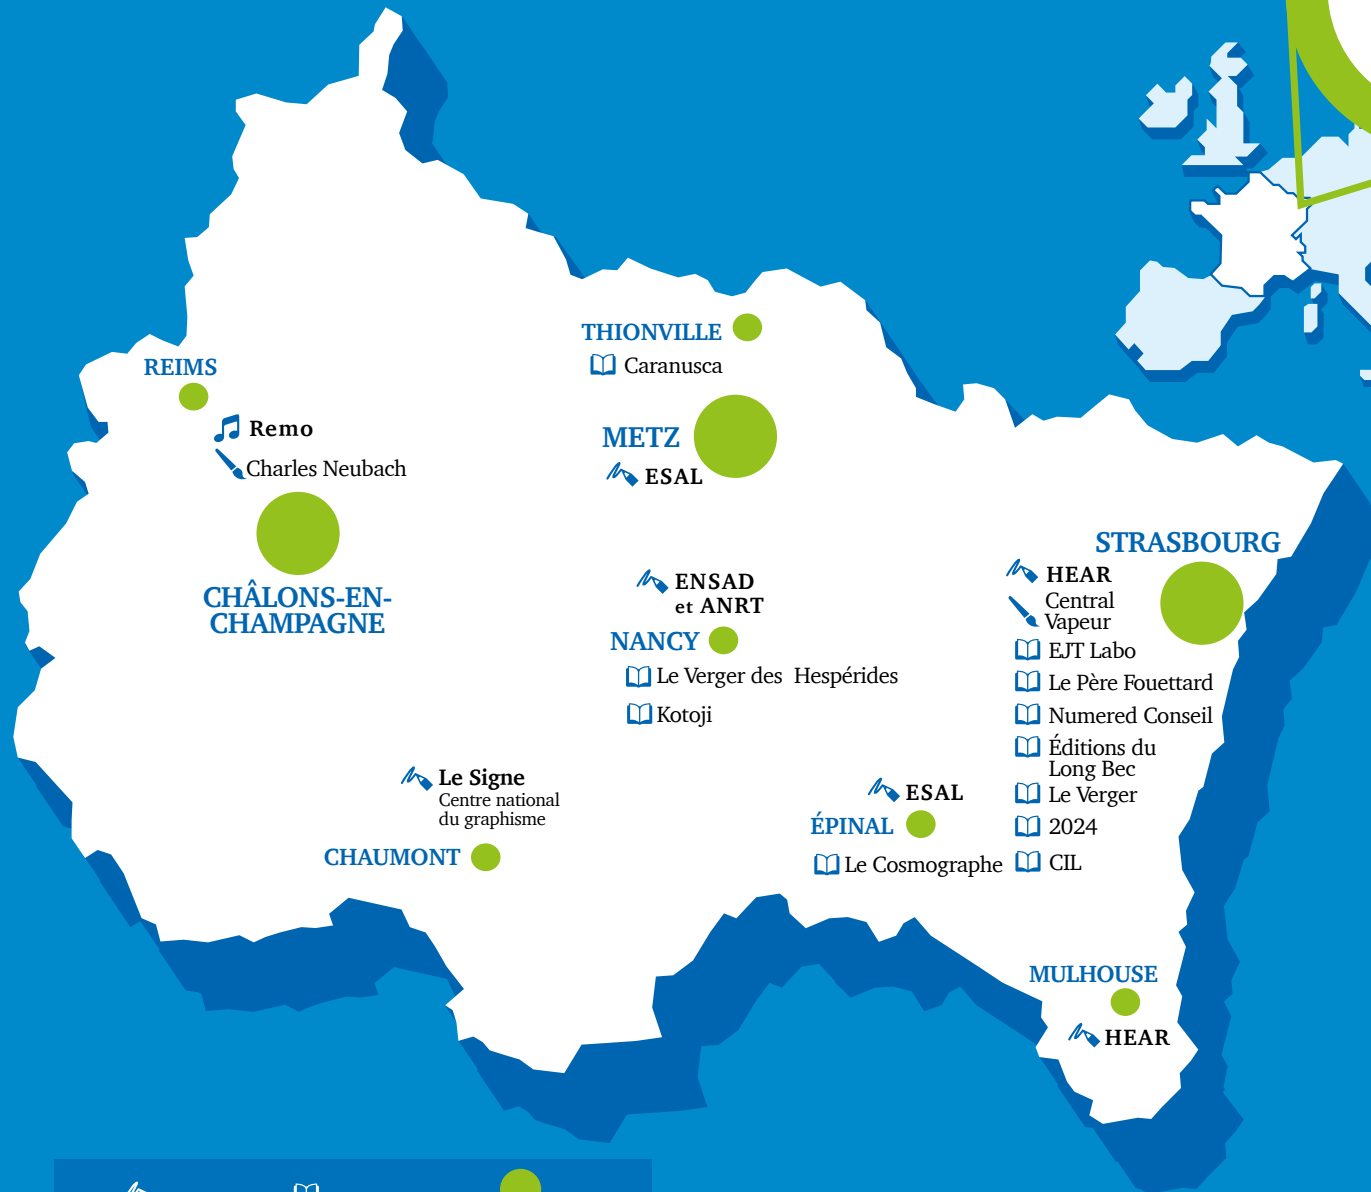 THIONVILLE
Caranusca
REIMS
Remo
Charles Neubach
METZ
ESAL
CHÂLONS-EN-
CHAMPAGNE
ENSAD
et ANRT
NANCY
Le Verger des Hespérides
Kotoji
STRASBOURG
HEAR
Central
Vapeur
EJT Labo
Le Père Fouettard
Numered Conseil
Éditions du
Long Bec
Le Verger
2024
CIL
Le Signe
Centre national
du graphisme
CHAUMONT
ESAL
ÉPINAL
Le Cosmographe
MULHOUSE
HEAR